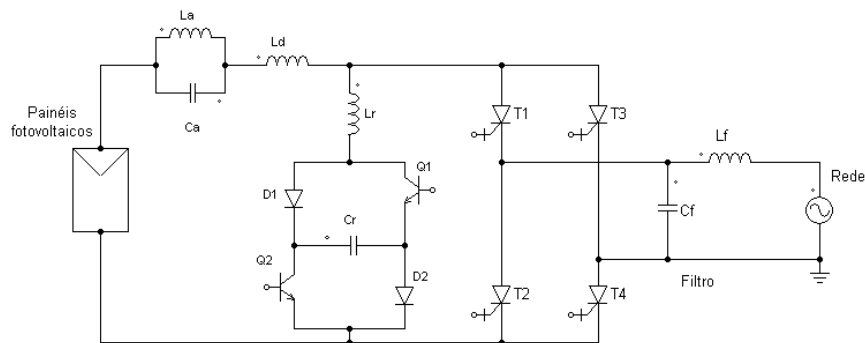 La
Ld
Ca
Painéis
fotovoltaicos
Lr
Q1
D1
Cr
Q2
D2
T1
T3
T2
T4
Lf
Cf
Rede
Filtro